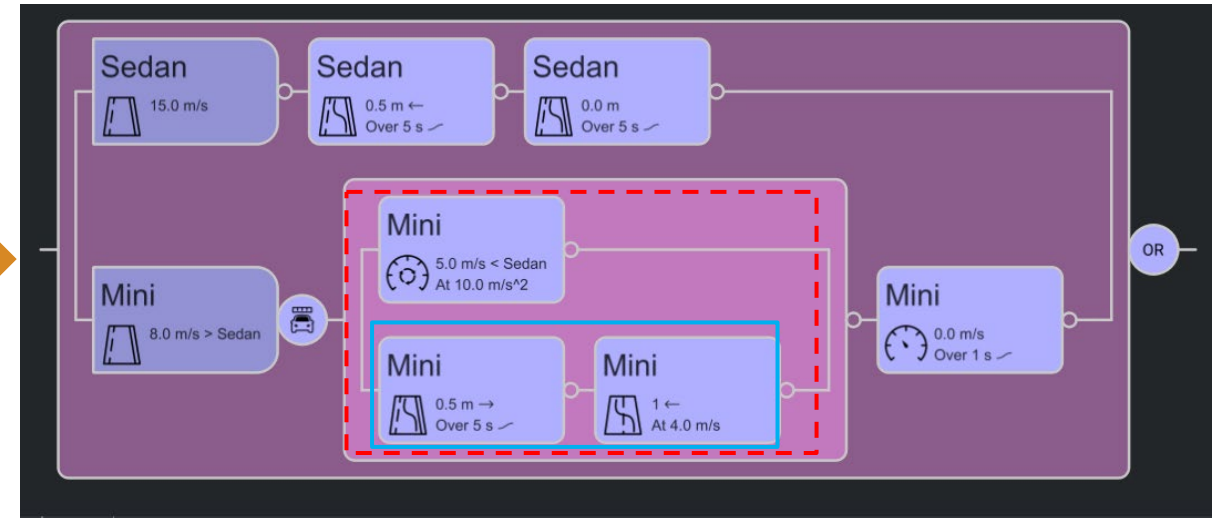 Sedan
15.0 m/s
Sedan
0.5 m ←
Over 5 s
Sedan
0.0 m
Over 5 s
Mini
5.0 m/s < Sedan
At 10.0 m/s^2
OR
Mini
8.0 m/s > Sedan
Mini
0.0 m/s
Over 1 s
Mini
0.5 m →
Over 5 s
Mini
1 ←
At 4.0 m/s